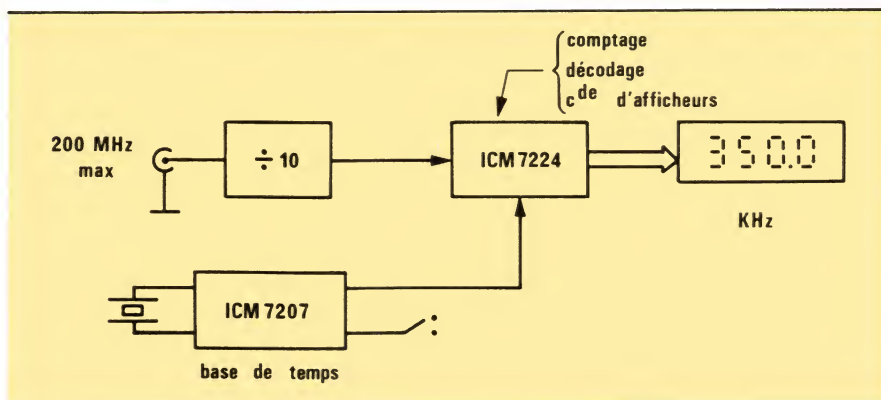 comptage
décodage
cde d'afficheurs
200 MHz
max
÷ 10
ICM 7224
350.0
KHz
ICM 7207
base de temps